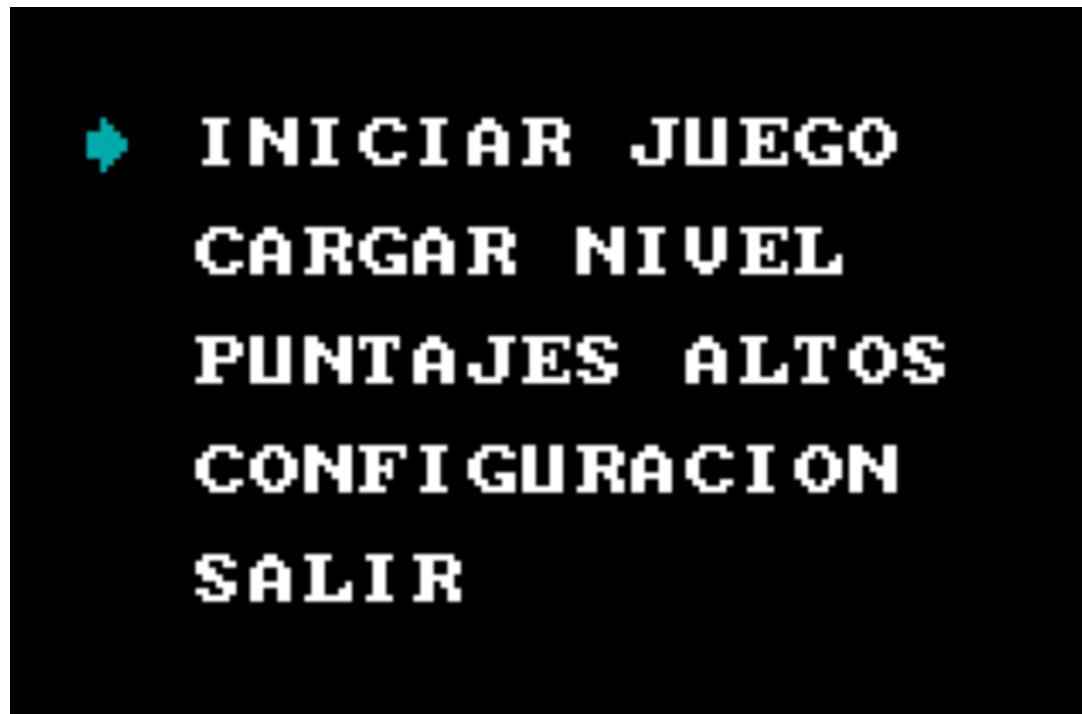 INICIAR JUEGO
CARGAR NIVEL
PUNTAJES ALTOS
CONFIGURACION
SALIR